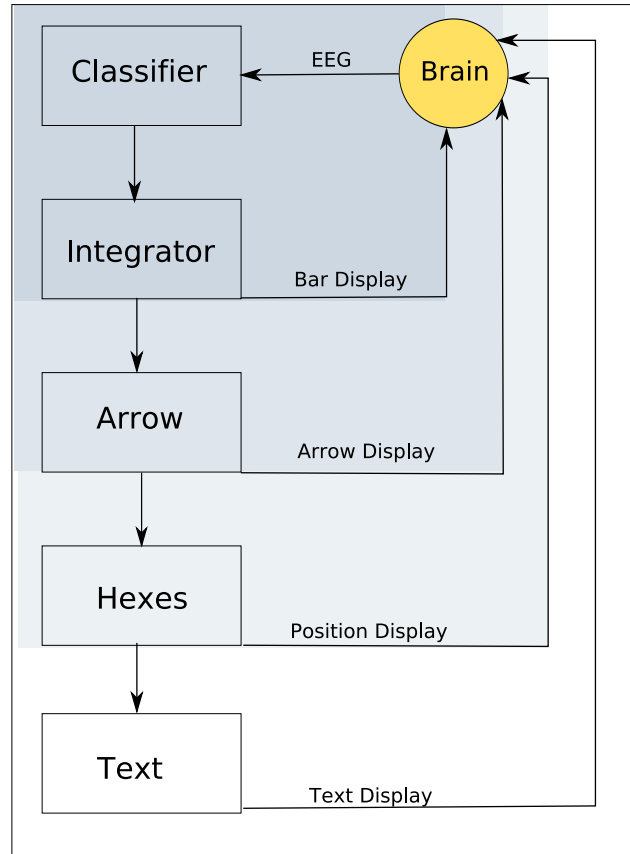 Classifier
EEG
Brain
Integrator
Bar Display
Arrow
Arrow Display
Hexes
Position Display
Text
Text Display